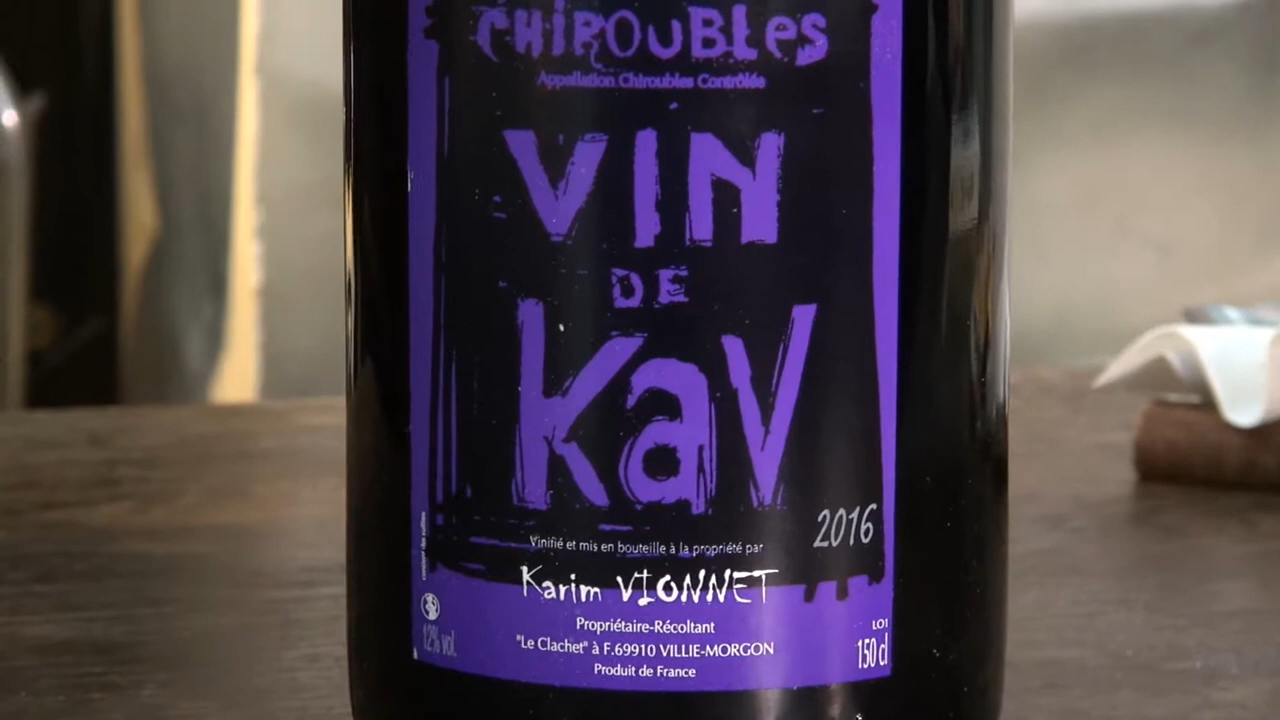 CHIROUBLES
Appallation Chiroubles Contrôlée
VIN
DE
KaV
2016
Vinifié et mis en bouteille à la propriété par
Karim VIONNET
Propriétaire-Récoltant
"Le Clachet" à F.69910 VILLIE-MORGON
Produit de France
12% vol.
LO1
150 cl